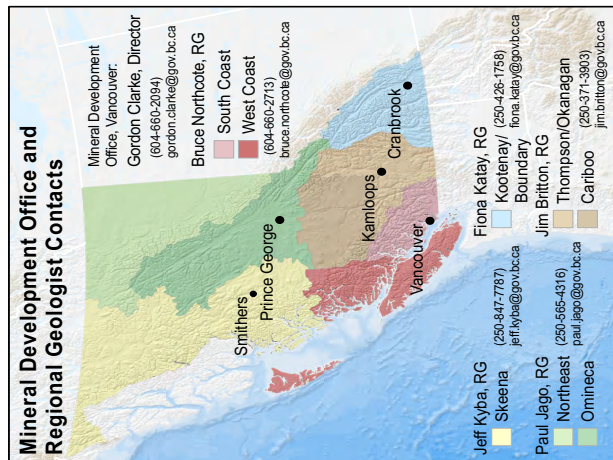 Mineral Development Office and
Regional Geologist Contacts
Mineral Development
Office, Vancouver:
Gordon Clarke, Director
(604-660-2094)
gordon.clarke@gov.bc.ca
Bruce Northcote, RG
South Coast
West Coast
(604-660-2713)
bruce.northcote@gov.bc.ca
Smithers
Prince George
Kamloops
Cranbrook
Vancouver
Jeff Kyba, RG
Skeena
(250-847-7787)
jeff.kyba@gov.bc.ca
Paul Jago, RG
Northeast
Omineca
(250-565-4316)
paul.jago@gov.bc.ca
Fiona Katay, RG
Kootenay/
Boundary
(250-426-1758)
fiona.katay@gov.bc.ca
Jim Britton, RG
Thompson/Okanagan
Cariboo
(250-371-3903)
jim.britton@gov.bc.ca